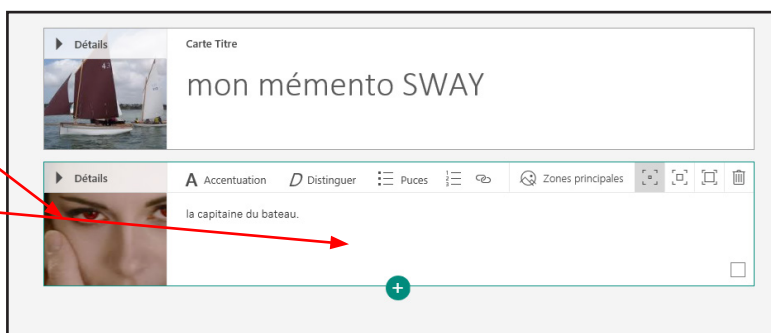 Détails
Carte Titre
mon mémento SWAY
Détails
A Accentuation D Distinguer Puces Zones principales
la capitaine du bateau.